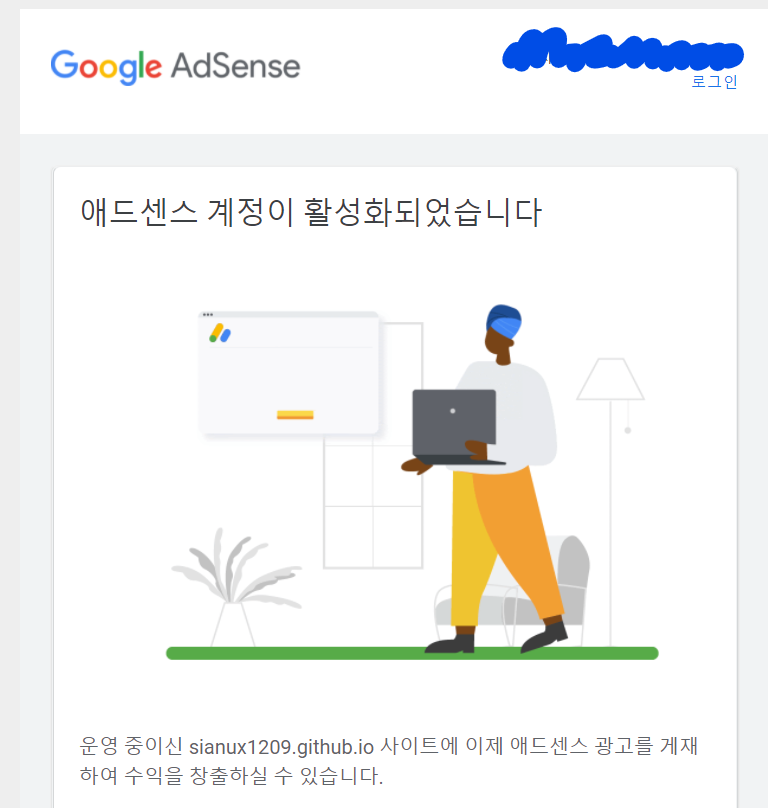 Google AdSense
로그인
애드센스 계정이 활성화되었습니다
운영 중이신 sianux1209.github.io 사이트에 이제 애드센스 광고를 게재
하여 수익을 창출하실 수 있습니다.